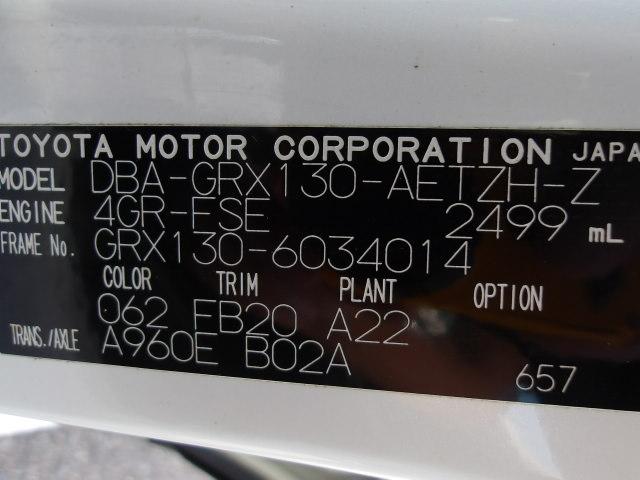 TOYOTA MOTOR CORPORATION JAPA
MODEL DBA-GRX130-AETZH-Z
ENGINE 4GR-FSE 2499 mL
FRAME No. GRX130-6034014
COLOR TRIM PLANT OPTION
062 FB20 A22
TRANS./AXLE A960E B02A
657